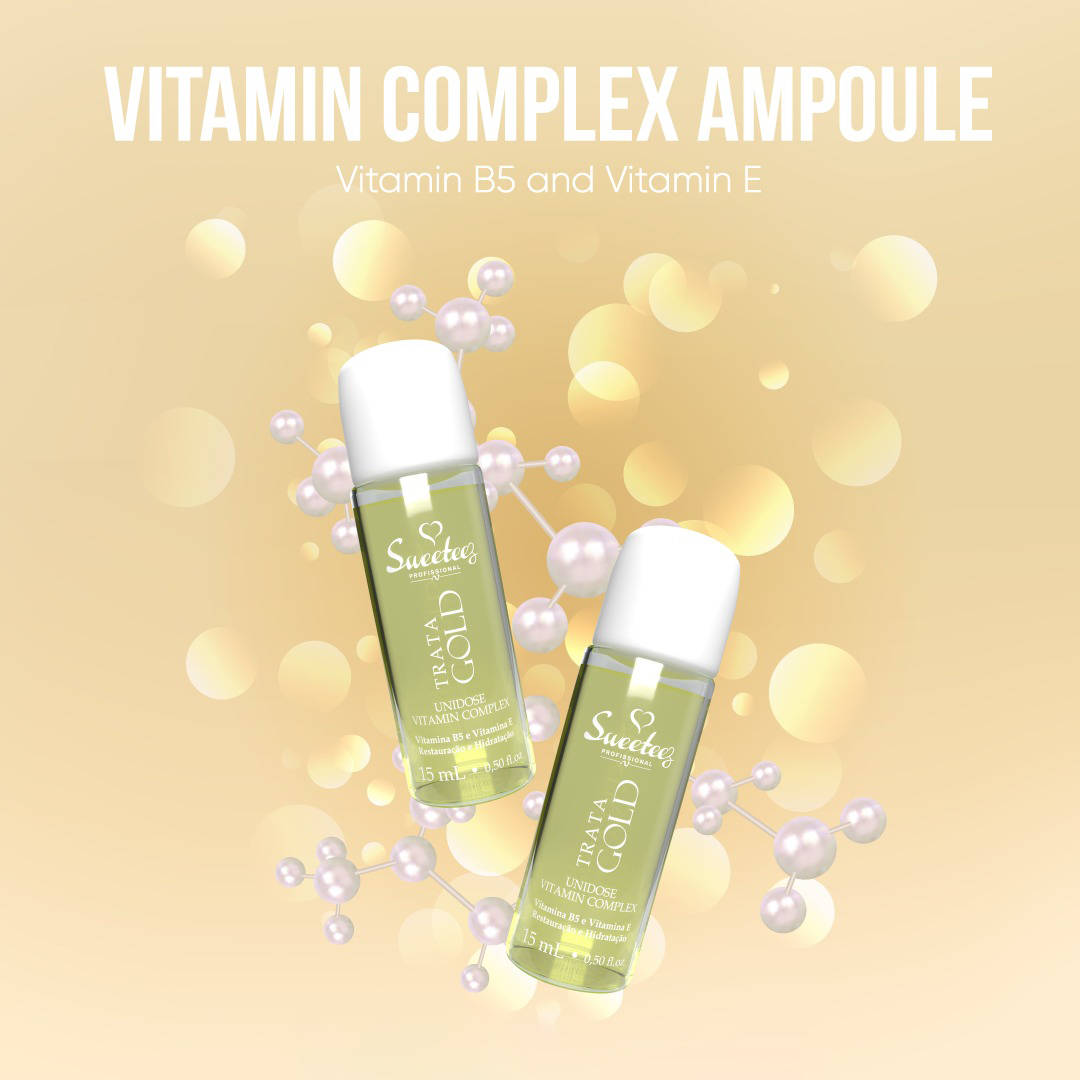 VITAMIN COMPLEX AMPOULE
Vitamin B5 and Vitamin E
Sweetees
PROFISSIONAL
TRATA
GOLD
UNIDOSE
VITAMIN COMPLEX
Vitamina B5 e Vitamina E
Restauração e Hidratação
15 mL • 0,50 fl.oz
Sweetees
PROFISSIONAL
TRATA
GOLD
UNIDOSE
VITAMIN COMPLEX
Vitamina B5 e Vitamina E
Restauração e Hidratação
15 mL • 0,50 fl.oz